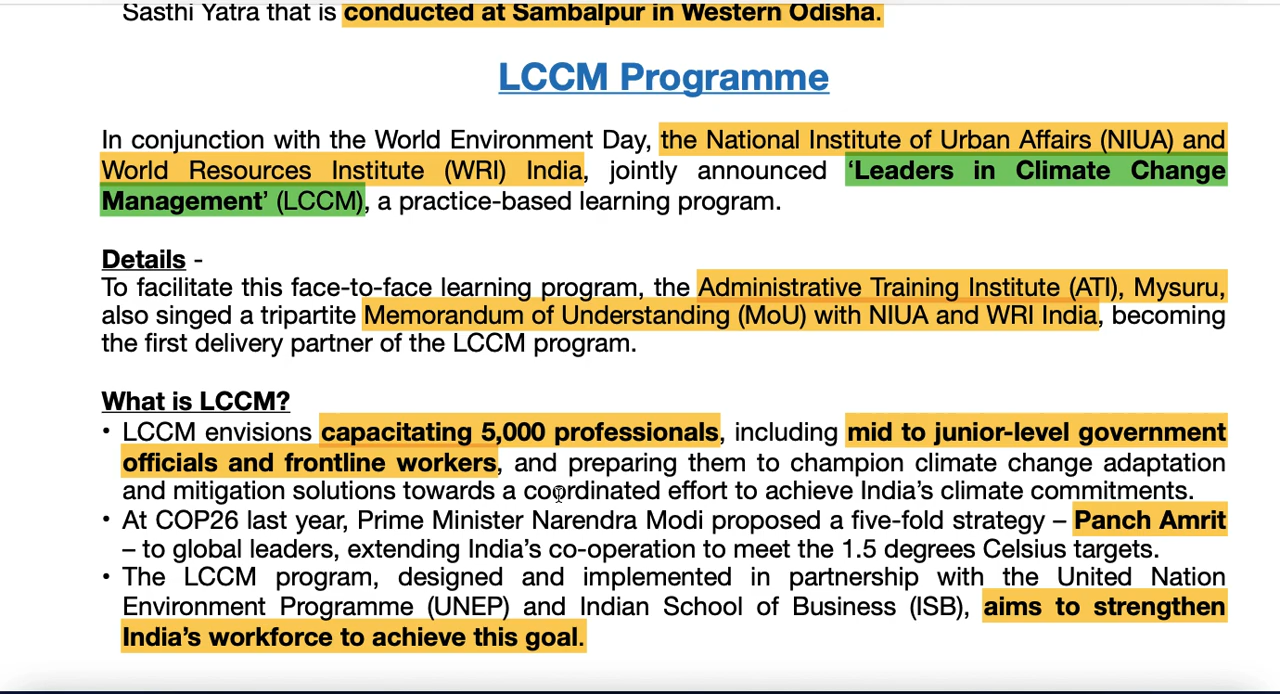 Sasthi Yatra that is conducted at Sambalpur in Western Odisha.
LCCM Programme
In conjunction with the World Environment Day, the National Institute of Urban Affairs (NIUA) and
World Resources Institute (WRI) India, jointly announced ‘Leaders in Climate Change
Management’ (LCCM), a practice-based learning program.
Details -
To facilitate this face-to-face learning program, the Administrative Training Institute (ATI), Mysuru,
also singed a tripartite Memorandum of Understanding (MoU) with NIUA and WRI India, becoming
the first delivery partner of the LCCM program.
What is LCCM?
• LCCM envisions capacitating 5,000 professionals, including mid to junior-level government
officials and frontline workers, and preparing them to champion climate change adaptation
and mitigation solutions towards a coordinated effort to achieve India’s climate commitments.
• At COP26 last year, Prime Minister Narendra Modi proposed a five-fold strategy – Panch Amrit
– to global leaders, extending India’s co-operation to meet the 1.5 degrees Celsius targets.
• The LCCM program, designed and implemented in partnership with the United Nation
Environment Programme (UNEP) and Indian School of Business (ISB), aims to strengthen
India’s workforce to achieve this goal.